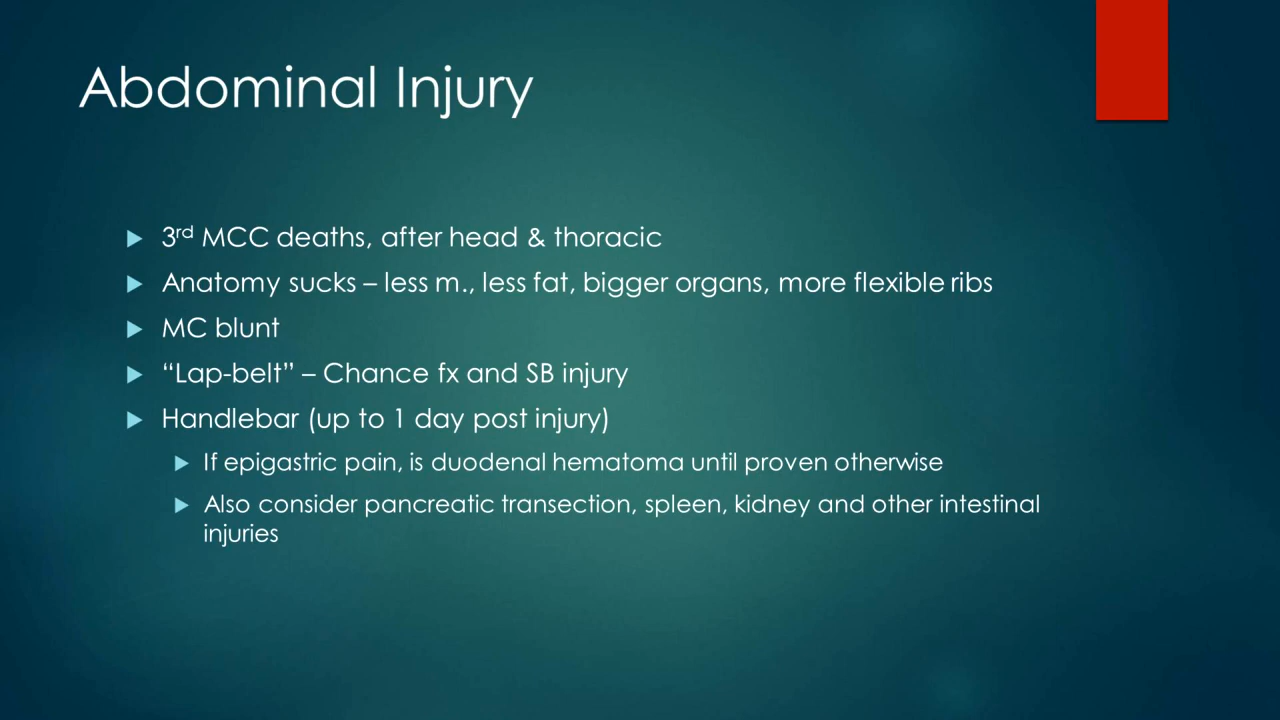 Abdominal Injury
3rd MCC deaths, after head & thoracic
Anatomy sucks – less m., less fat, bigger organs, more flexible ribs
MC blunt
“Lap-belt” – Chance fx and SB injury
Handlebar (up to 1 day post injury)
If epigastric pain, is duodenal hematoma until proven otherwise
Also consider pancreatic transection, spleen, kidney and other intestinal
injuries